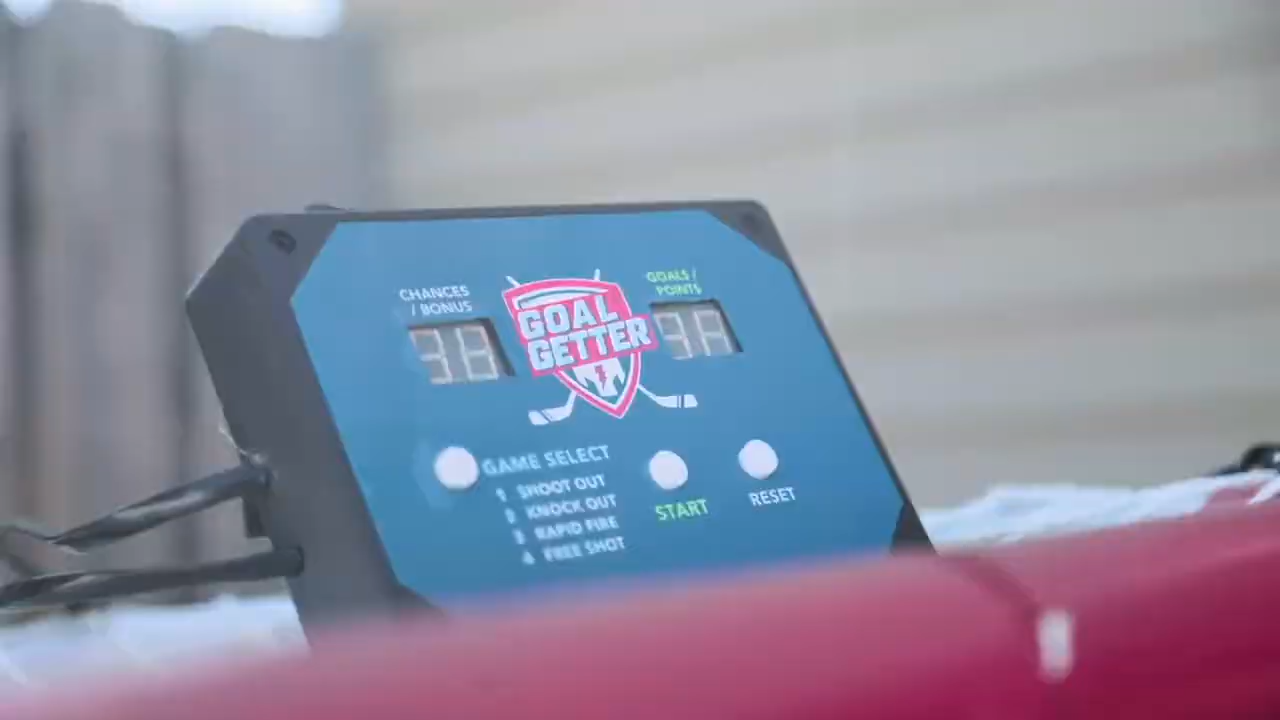 CHANCES
/ BONUS
GOAL
GETTER
GOALS /
POINTS
GAME SELECT
1 SHOOT OUT
2 KNOCK OUT
3 RAPID FIRE
4 FREE SHOT
START
RESET